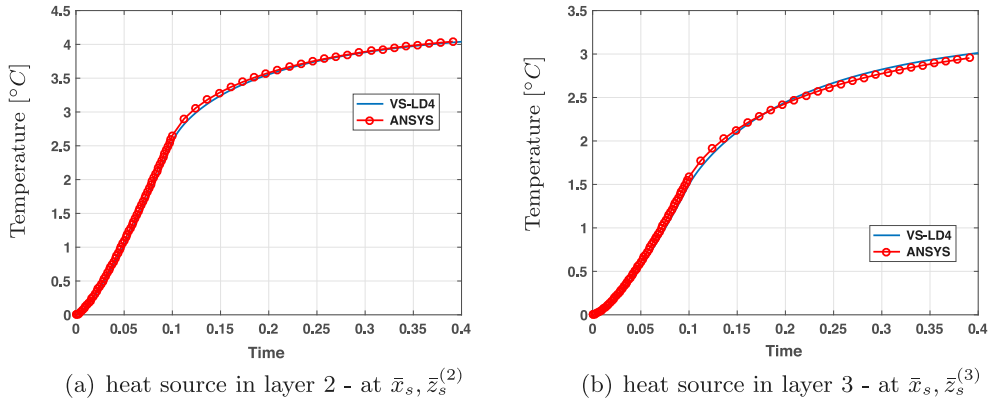 4.5
4
3.5
3
2.5
2
1.5
1
0.5
0
0 0.05 0.1 0.15 0.2 0.25 0.3 0.35 0.4
Temperature [°C]
Time
VS-LD4
ANSYS
(a) heat source in layer 2 - at x̄_s, z̄_s^(2)
3.5
3
2.5
2
1.5
1
0.5
0
0 0.05 0.1 0.15 0.2 0.25 0.3 0.35 0.4
Temperature [°C]
Time
VS-LD4
ANSYS
(b) heat source in layer 3 - at x̄_s, z̄_s^(3)